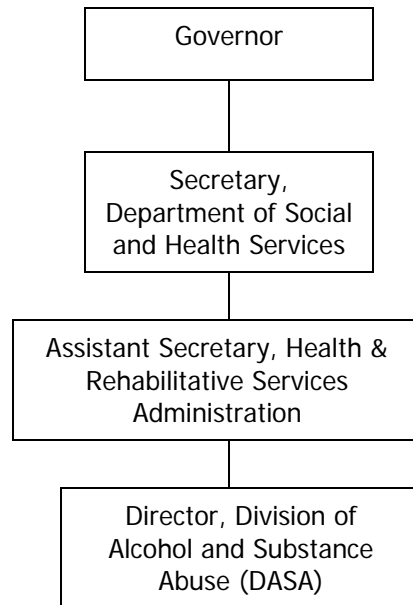 Governor
Secretary,
Department of Social
and Health Services
Assistant Secretary, Health &
Rehabilitative Services
Administration
Director, Division of
Alcohol and Substance
Abuse (DASA)